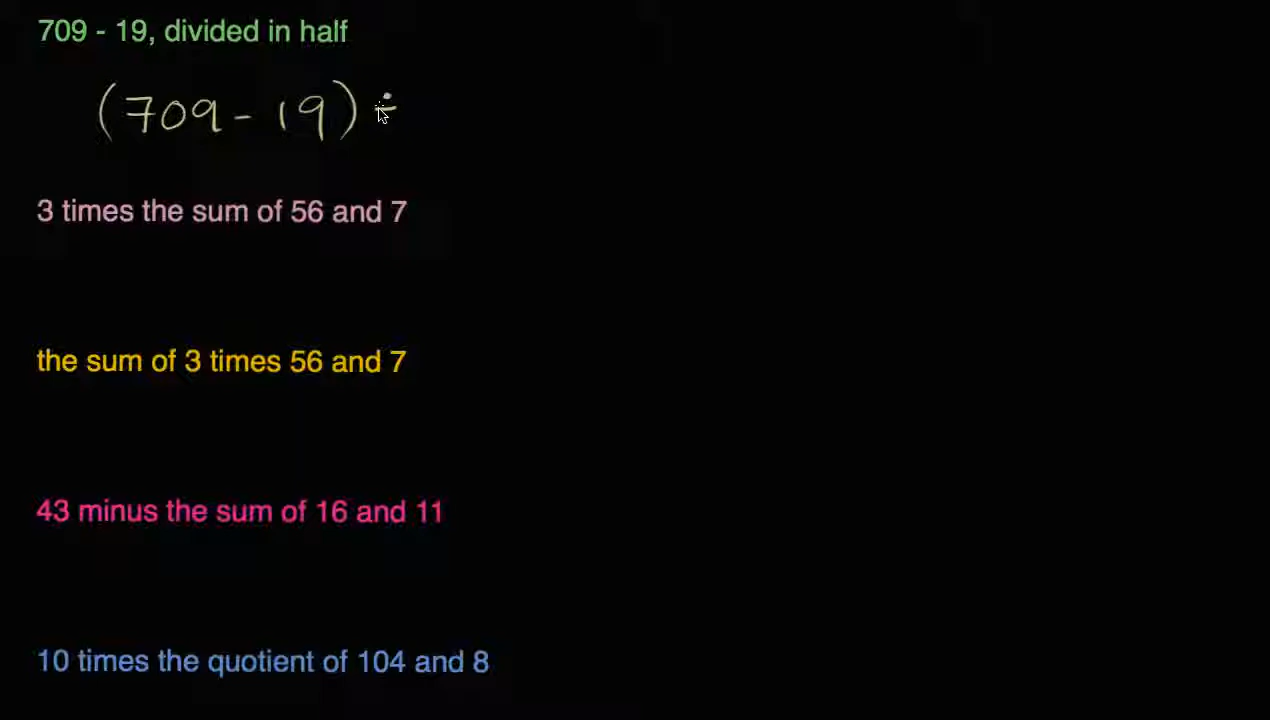 709 - 19, divided in half
(709 - 19) ÷
3 times the sum of 56 and 7
the sum of 3 times 56 and 7
43 minus the sum of 16 and 11
10 times the quotient of 104 and 8